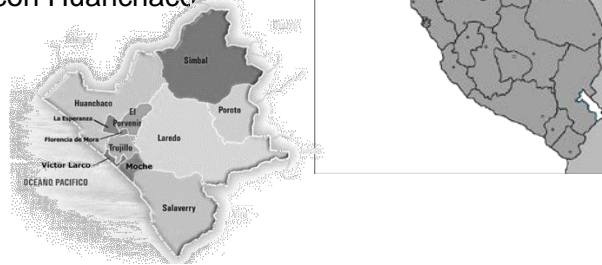 con Huanchaco
Simbal
Huanchaco
Poroto
El
La Esperanza
Porvenir
Florencia de Mora
Laredo
Trujillo
Víctor Larco
Moche
OCEANO PACIFICO
Salaverry